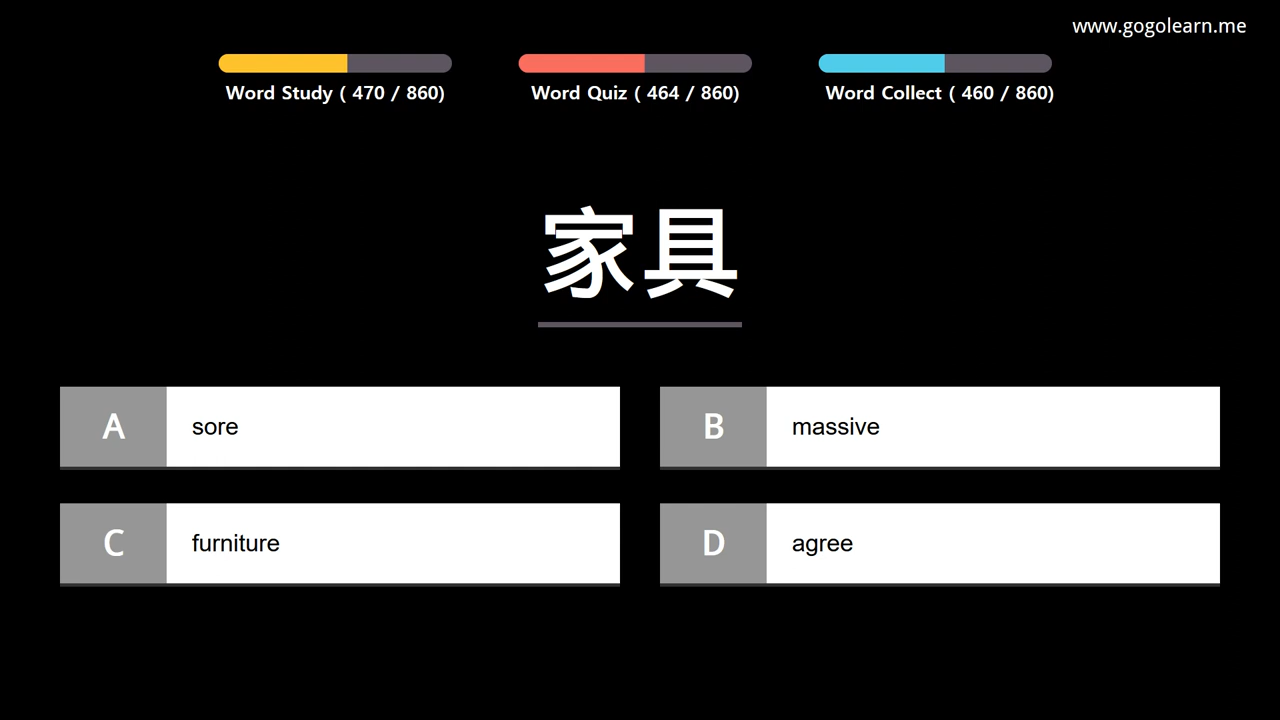 www.gogolearn.me
Word Study ( 470 / 860)
Word Quiz ( 464 / 860)
Word Collect ( 460 / 860)
家具
A sore
B massive
C furniture
D agree